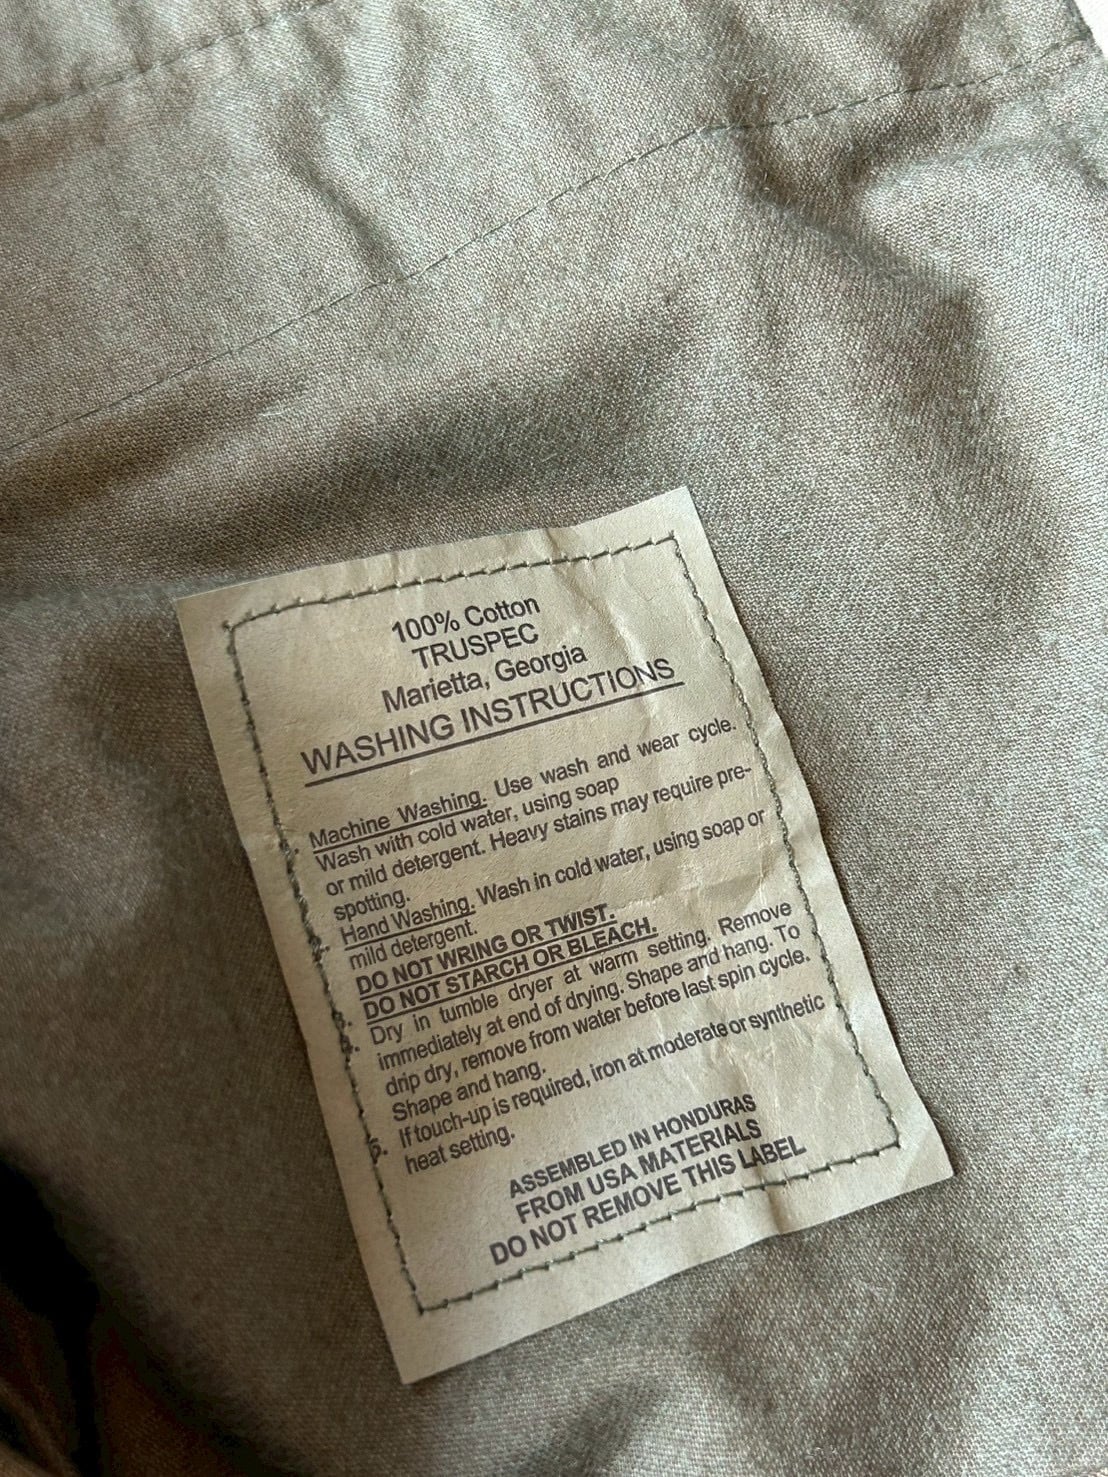 100% Cotton
TRUSPEC
Marietta, Georgia
WASHING INSTRUCTIONS
Machine Washing. Use wash and wear cycle.
Wash with cold water, using soap
or mild detergent. Heavy stains may require pre-
spotting.
Hand Washing. Wash in cold water, using soap or
mild detergent.
DO NOT WRING OR TWIST.
DO NOT STARCH OR BLEACH.
Dry in tumble dryer at warm setting. Remove
immediately at end of drying. Shape and hang. To
drip dry, remove from water before last spin cycle.
Shape and hang.
If touch-up is required, iron at moderate or synthetic
heat setting.
ASSEMBLED IN HONDURAS
FROM USA MATERIALS
DO NOT REMOVE THIS LABEL